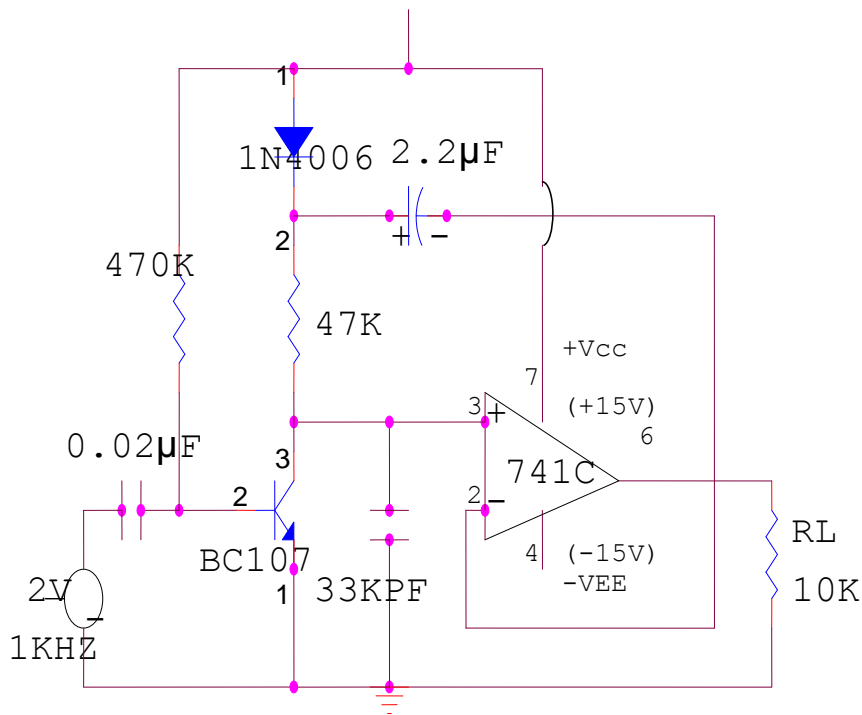 1
1N4006
2.2µF
+ -
2
470K
47K
+Vcc
7
(+15V)
3
+
6
0.02µF
3
741C
2
2
-
BC107
4
(-15V)
-VEE
RL
2V
1
33KPF
10K
-
1KHZ